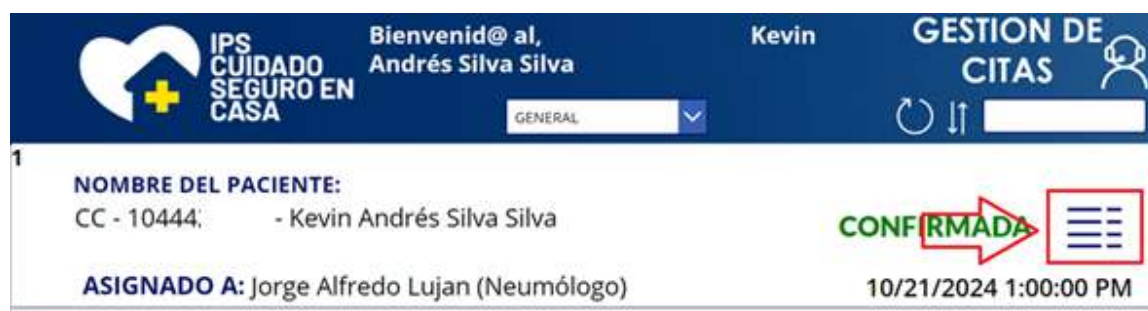 IPS
CUIDADO
SEGURO EN
CASA
Bienvenid@ al, Kevin
Andrés Silva Silva
GENERAL
GESTION DE
CITAS
1
NOMBRE DEL PACIENTE:
CC - 10444 - Kevin Andrés Silva Silva
CONFIRMADA
ASIGNADO A: Jorge Alfredo Lujan (Neumólogo)
10/21/2024 1:00:00 PM